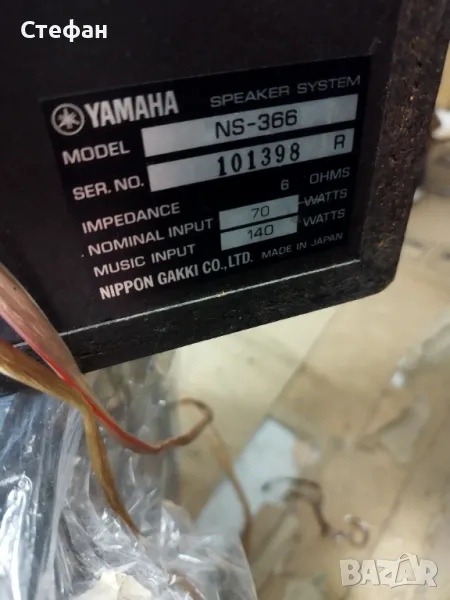 Стефан
YAMAHA SPEAKER SYSTEM
MODEL NS-366
SER. NO. 101398 R
IMPEDANCE 6 OHMS
NOMINAL INPUT 70 WATTS
MUSIC INPUT 140 WATTS
NIPPON GAKKI CO., LTD. MADE IN JAPAN
BAZAR